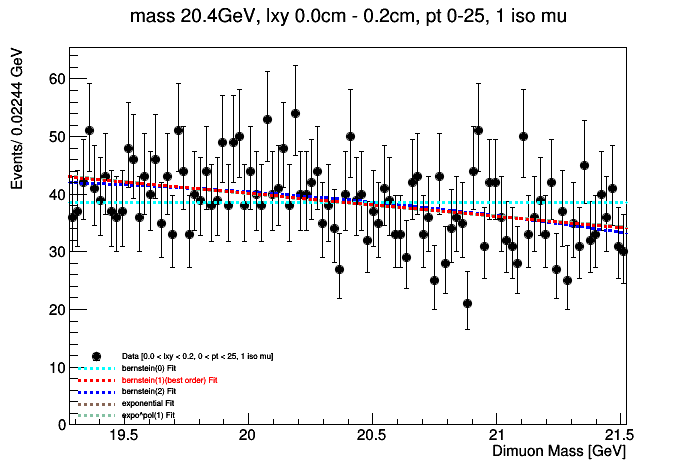 mass 20.4GeV, lxy 0.0cm - 0.2cm, pt 0-25, 1 iso mu
Events/ 0.02244 GeV
60
50
40
30
20
10
0
Data [0.0 < lxy < 0.2, 0 < pt < 25, 1 iso mu]
bernstein(0) Fit
bernstein(1)(best order) Fit
bernstein(2) Fit
exponential Fit
expo*pol(1) Fit
19.5 20 20.5 21 21.5
Dimuon Mass [GeV]